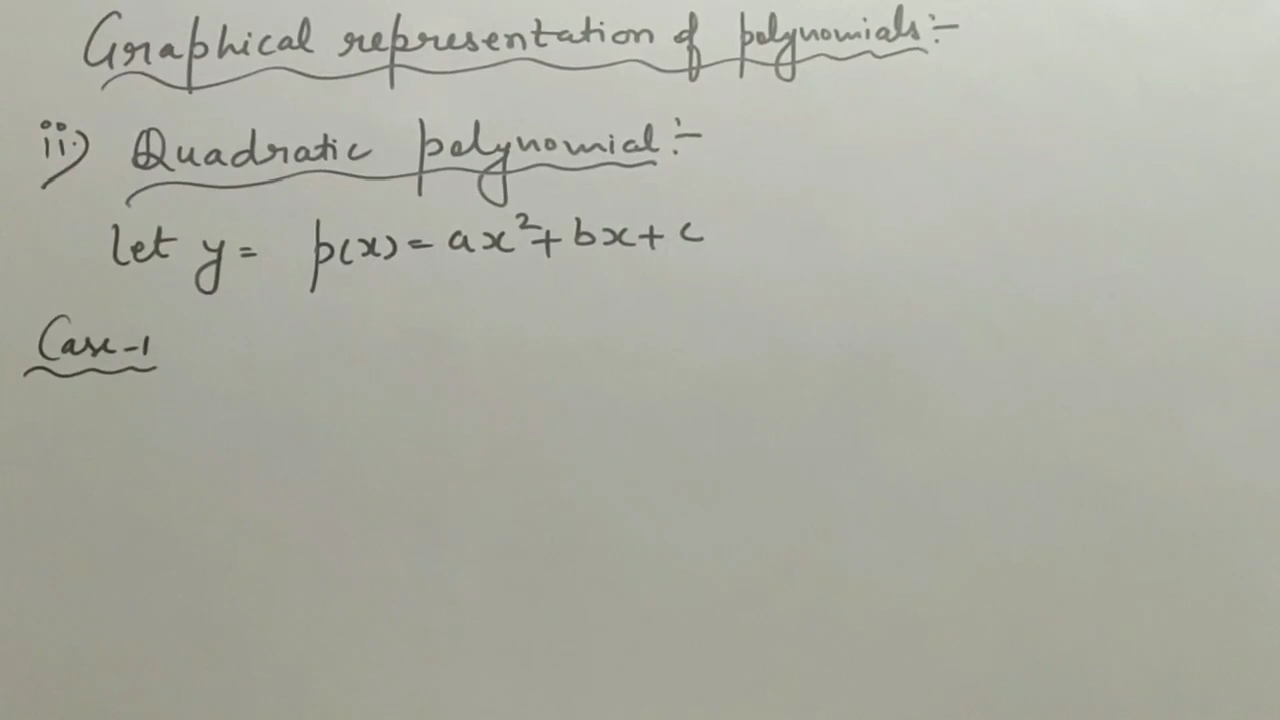 Graphical representation of polynomials:-
ii) Quadratic polynomial:-
let y = p(x) = ax²+bx+c
Case-1